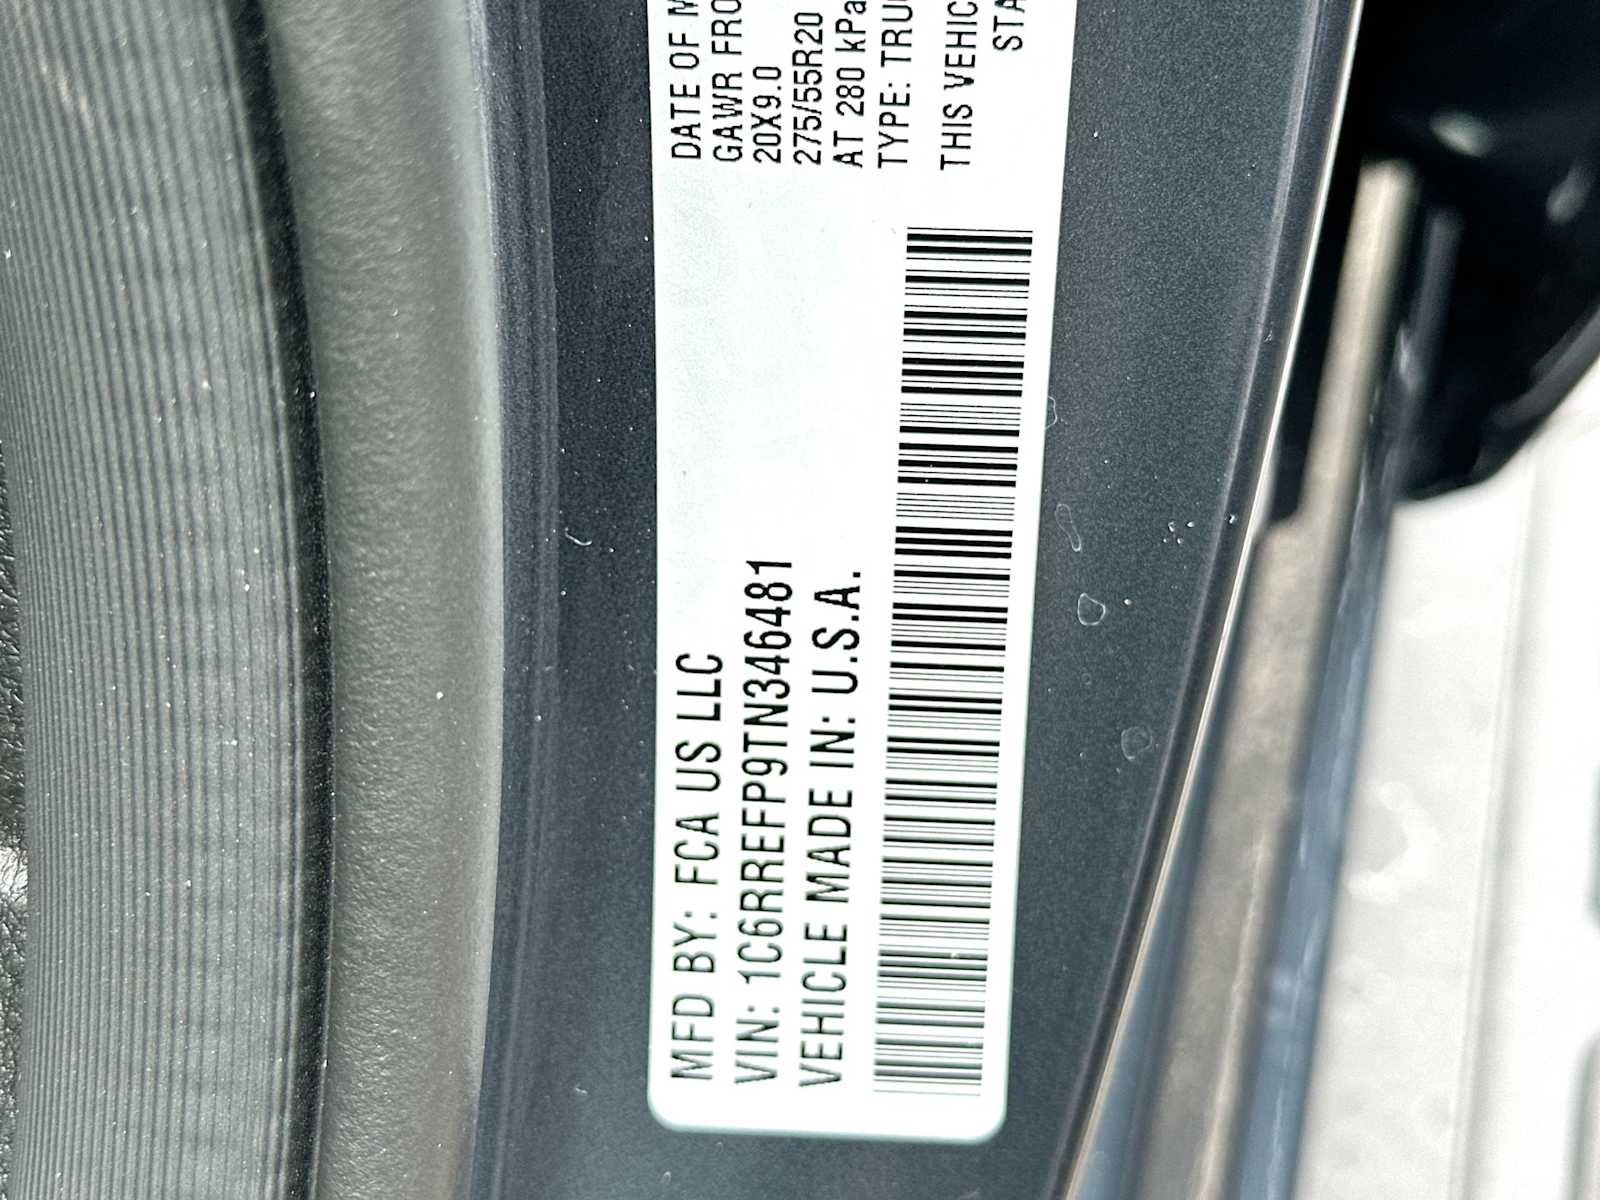 MFD BY: FCA US LLC
VIN: 1C6RREFP9TN346481
VEHICLE MADE IN: U.S.A.
DATE OF M
GAWR FRO
20X9.0
275/55R20
AT 280 kPa
TYPE: TRUC
THIS VEHIC
STA